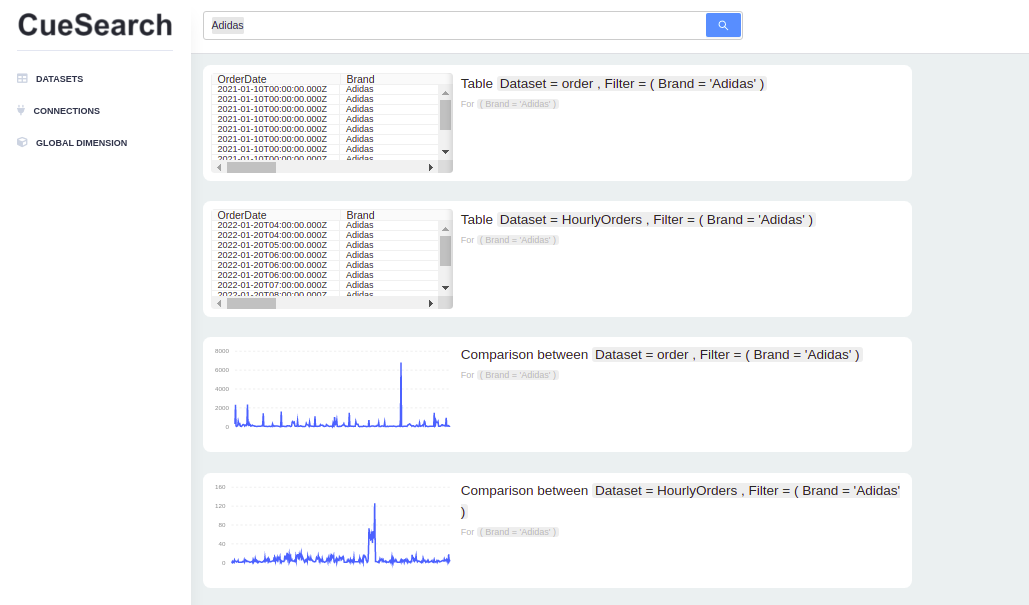 CueSearch
Adidas
DATASETS
CONNECTIONS
GLOBAL DIMENSION
OrderDate Brand
2021-01-10T00:00:00.000Z Adidas
2021-01-10T00:00:00.000Z Adidas
2021-01-10T00:00:00.000Z Adidas
2021-01-10T00:00:00.000Z Adidas
2021-01-10T00:00:00.000Z Adidas
2021-01-10T00:00:00.000Z Adidas
2021-01-10T00:00:00.000Z Adidas
2021-01-10T00:00:00.000Z Adidas
Table Dataset = order , Filter = ( Brand = 'Adidas' )
For ( Brand = 'Adidas' )
OrderDate Brand
2022-01-20T04:00:00.000Z Adidas
2022-01-20T04:00:00.000Z Adidas
2022-01-20T05:00:00.000Z Adidas
2022-01-20T06:00:00.000Z Adidas
2022-01-20T06:00:00.000Z Adidas
2022-01-20T06:00:00.000Z Adidas
2022-01-20T07:00:00.000Z Adidas
2022-01-20T08:00:00.000Z Adidas
Table Dataset = HourlyOrders , Filter = ( Brand = 'Adidas' )
For ( Brand = 'Adidas' )
8000
6000
4000
2000
0
Comparison between Dataset = order , Filter = ( Brand = 'Adidas' )
For ( Brand = 'Adidas' )
160
120
80
40
0
Comparison between Dataset = HourlyOrders , Filter = ( Brand = 'Adidas'
)
For ( Brand = 'Adidas' )